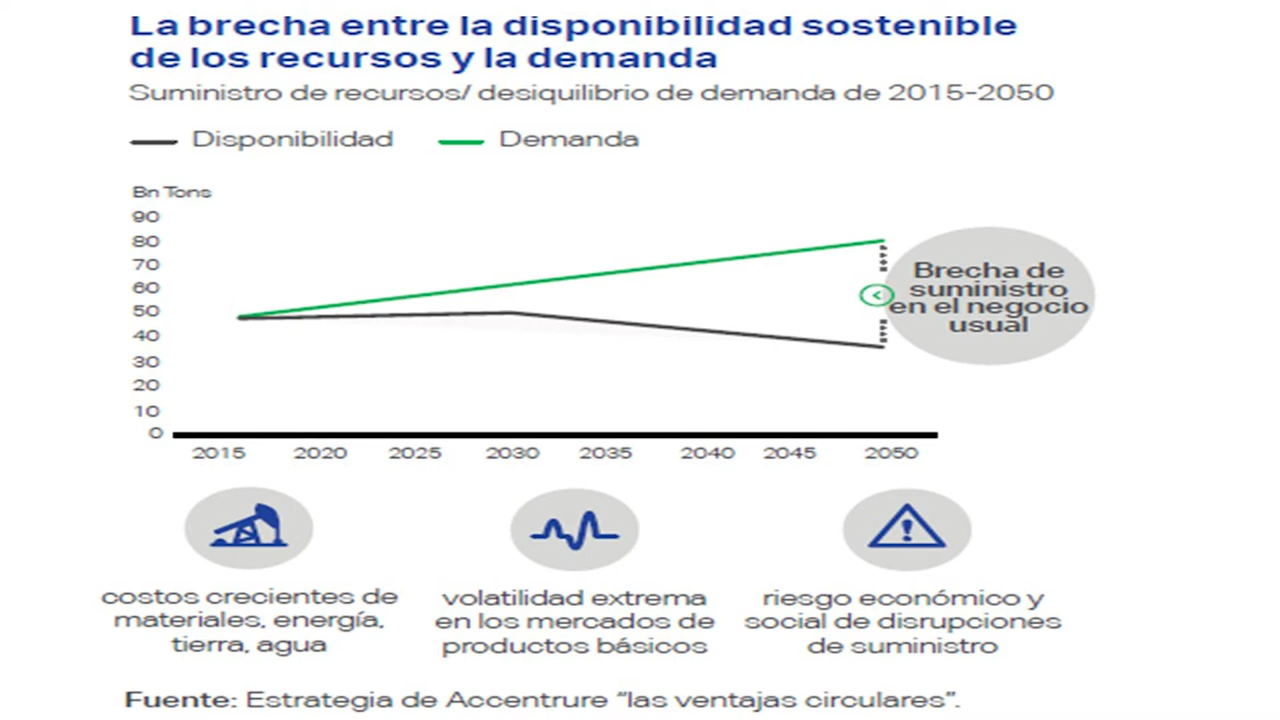 La brecha entre la disponibilidad sostenible
de los recursos y la demanda
Suministro de recursos/ desiquilibrio de demanda de 2015-2050
Disponibilidad Demanda
Bn Tons
90
80
70
60
50
40
30
20
10
0
Brecha de
suministro
en el negocio
usual
2015 2020 2025 2030 2035 2040 2045 2050
costos crecientes de
materiales, energía,
tierra, agua
volatilidad extrema
en los mercados de
productos básicos
riesgo económico y
social de disrupciones
de suministro
Fuente: Estrategia de Accentrure “las ventajas circulares”.